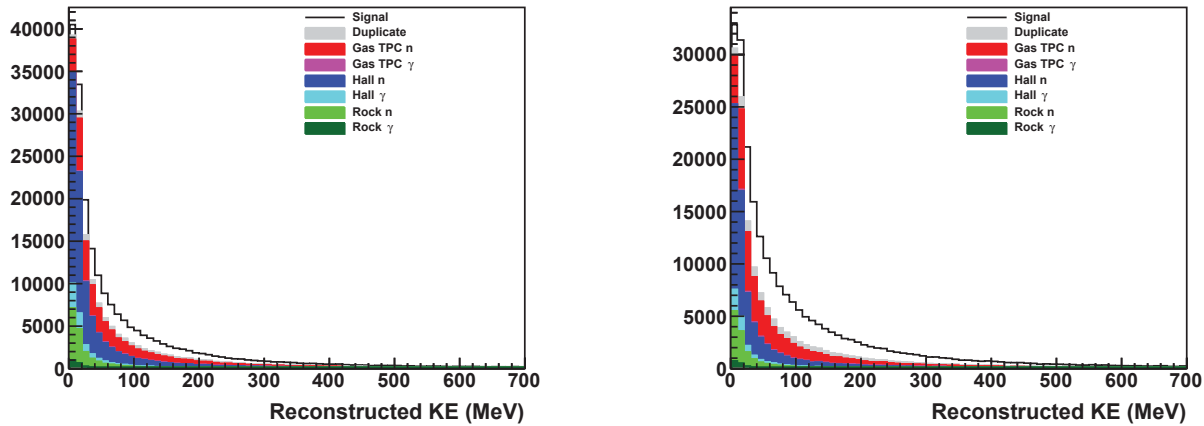 40000
35000
30000
25000
20000
15000
10000
5000
0
Signal
Duplicate
Gas TPC n
Gas TPC γ
Hall n
Hall γ
Rock n
Rock γ
0 100 200 300 400 500 600 700
Reconstructed KE (MeV)
30000
25000
20000
15000
10000
5000
0
Signal
Duplicate
Gas TPC n
Gas TPC γ
Hall n
Hall γ
Rock n
Rock γ
0 100 200 300 400 500 600 700
Reconstructed KE (MeV)